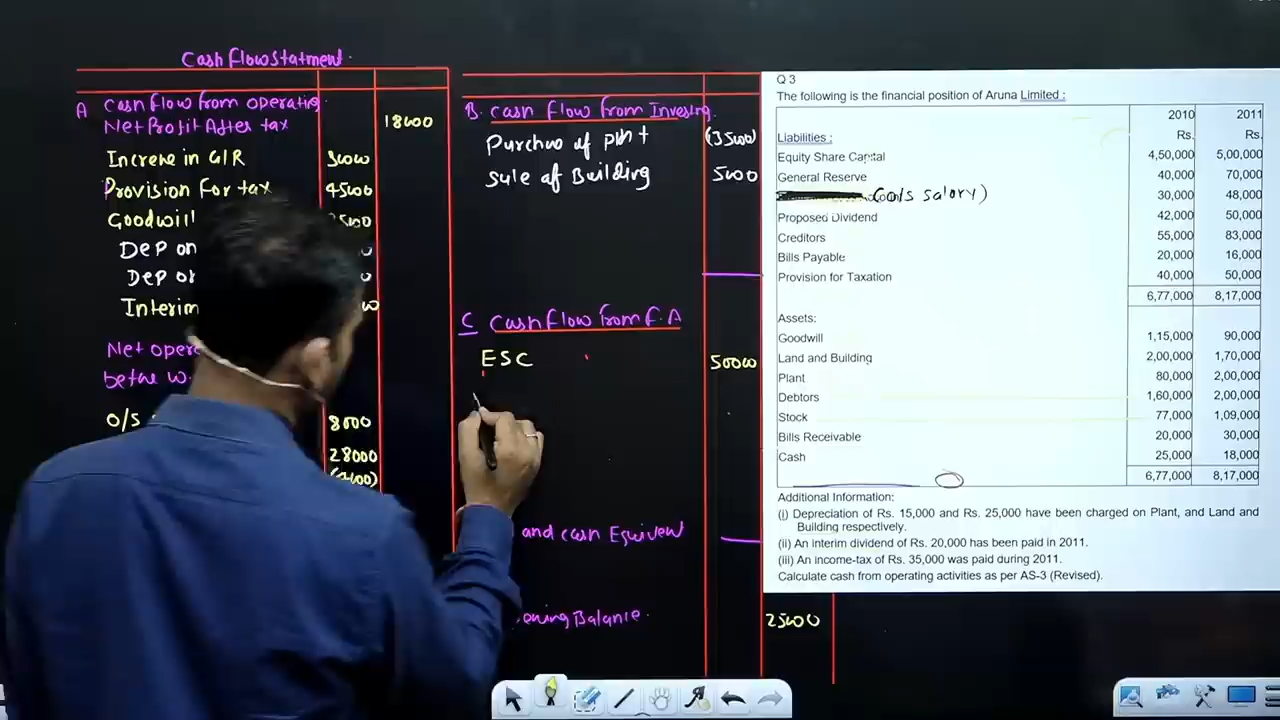 Cash flow Statment
A Cash flow from operating
Net Profit After tax 18000
Increse in G/R 30000
Provision For tax 45000
Goodwill
Dep on
Dep on
Interim
Net opera
before w
O/S 8000
28000
B. cash flow from Investing
Purchas of plant (35000)
Sale of Building 5000
C Cash flow from F.A
ESC 50000
and cash Equivew
ening Balance 25000
Q 3
The following is the financial position of Aruna Limited :
2010 2011
Liabilities : Rs. Rs.
Equity Share Capital 4,50,000 5,00,000
General Reserve 40,000 70,000
(o/s salary) 30,000 48,000
Proposed Dividend 42,000 50,000
Creditors 55,000 83,000
Bills Payable 20,000 16,000
Provision for Taxation 40,000 50,000
6,77,000 8,17,000
Assets:
Goodwill 1,15,000 90,000
Land and Building 2,00,000 1,70,000
Plant 80,000 2,00,000
Debtors 1,60,000 2,00,000
Stock 77,000 1,09,000
Bills Receivable 20,000 30,000
Cash 25,000 18,000
6,77,000 8,17,000
Additional Information:
(i) Depreciation of Rs. 15,000 and Rs. 25,000 have been charged on Plant, and Land and
Building respectively.
(ii) An interim dividend of Rs. 20,000 has been paid in 2011.
(iii) An income-tax of Rs. 35,000 was paid during 2011.
Calculate cash from operating activities as per AS-3 (Revised).